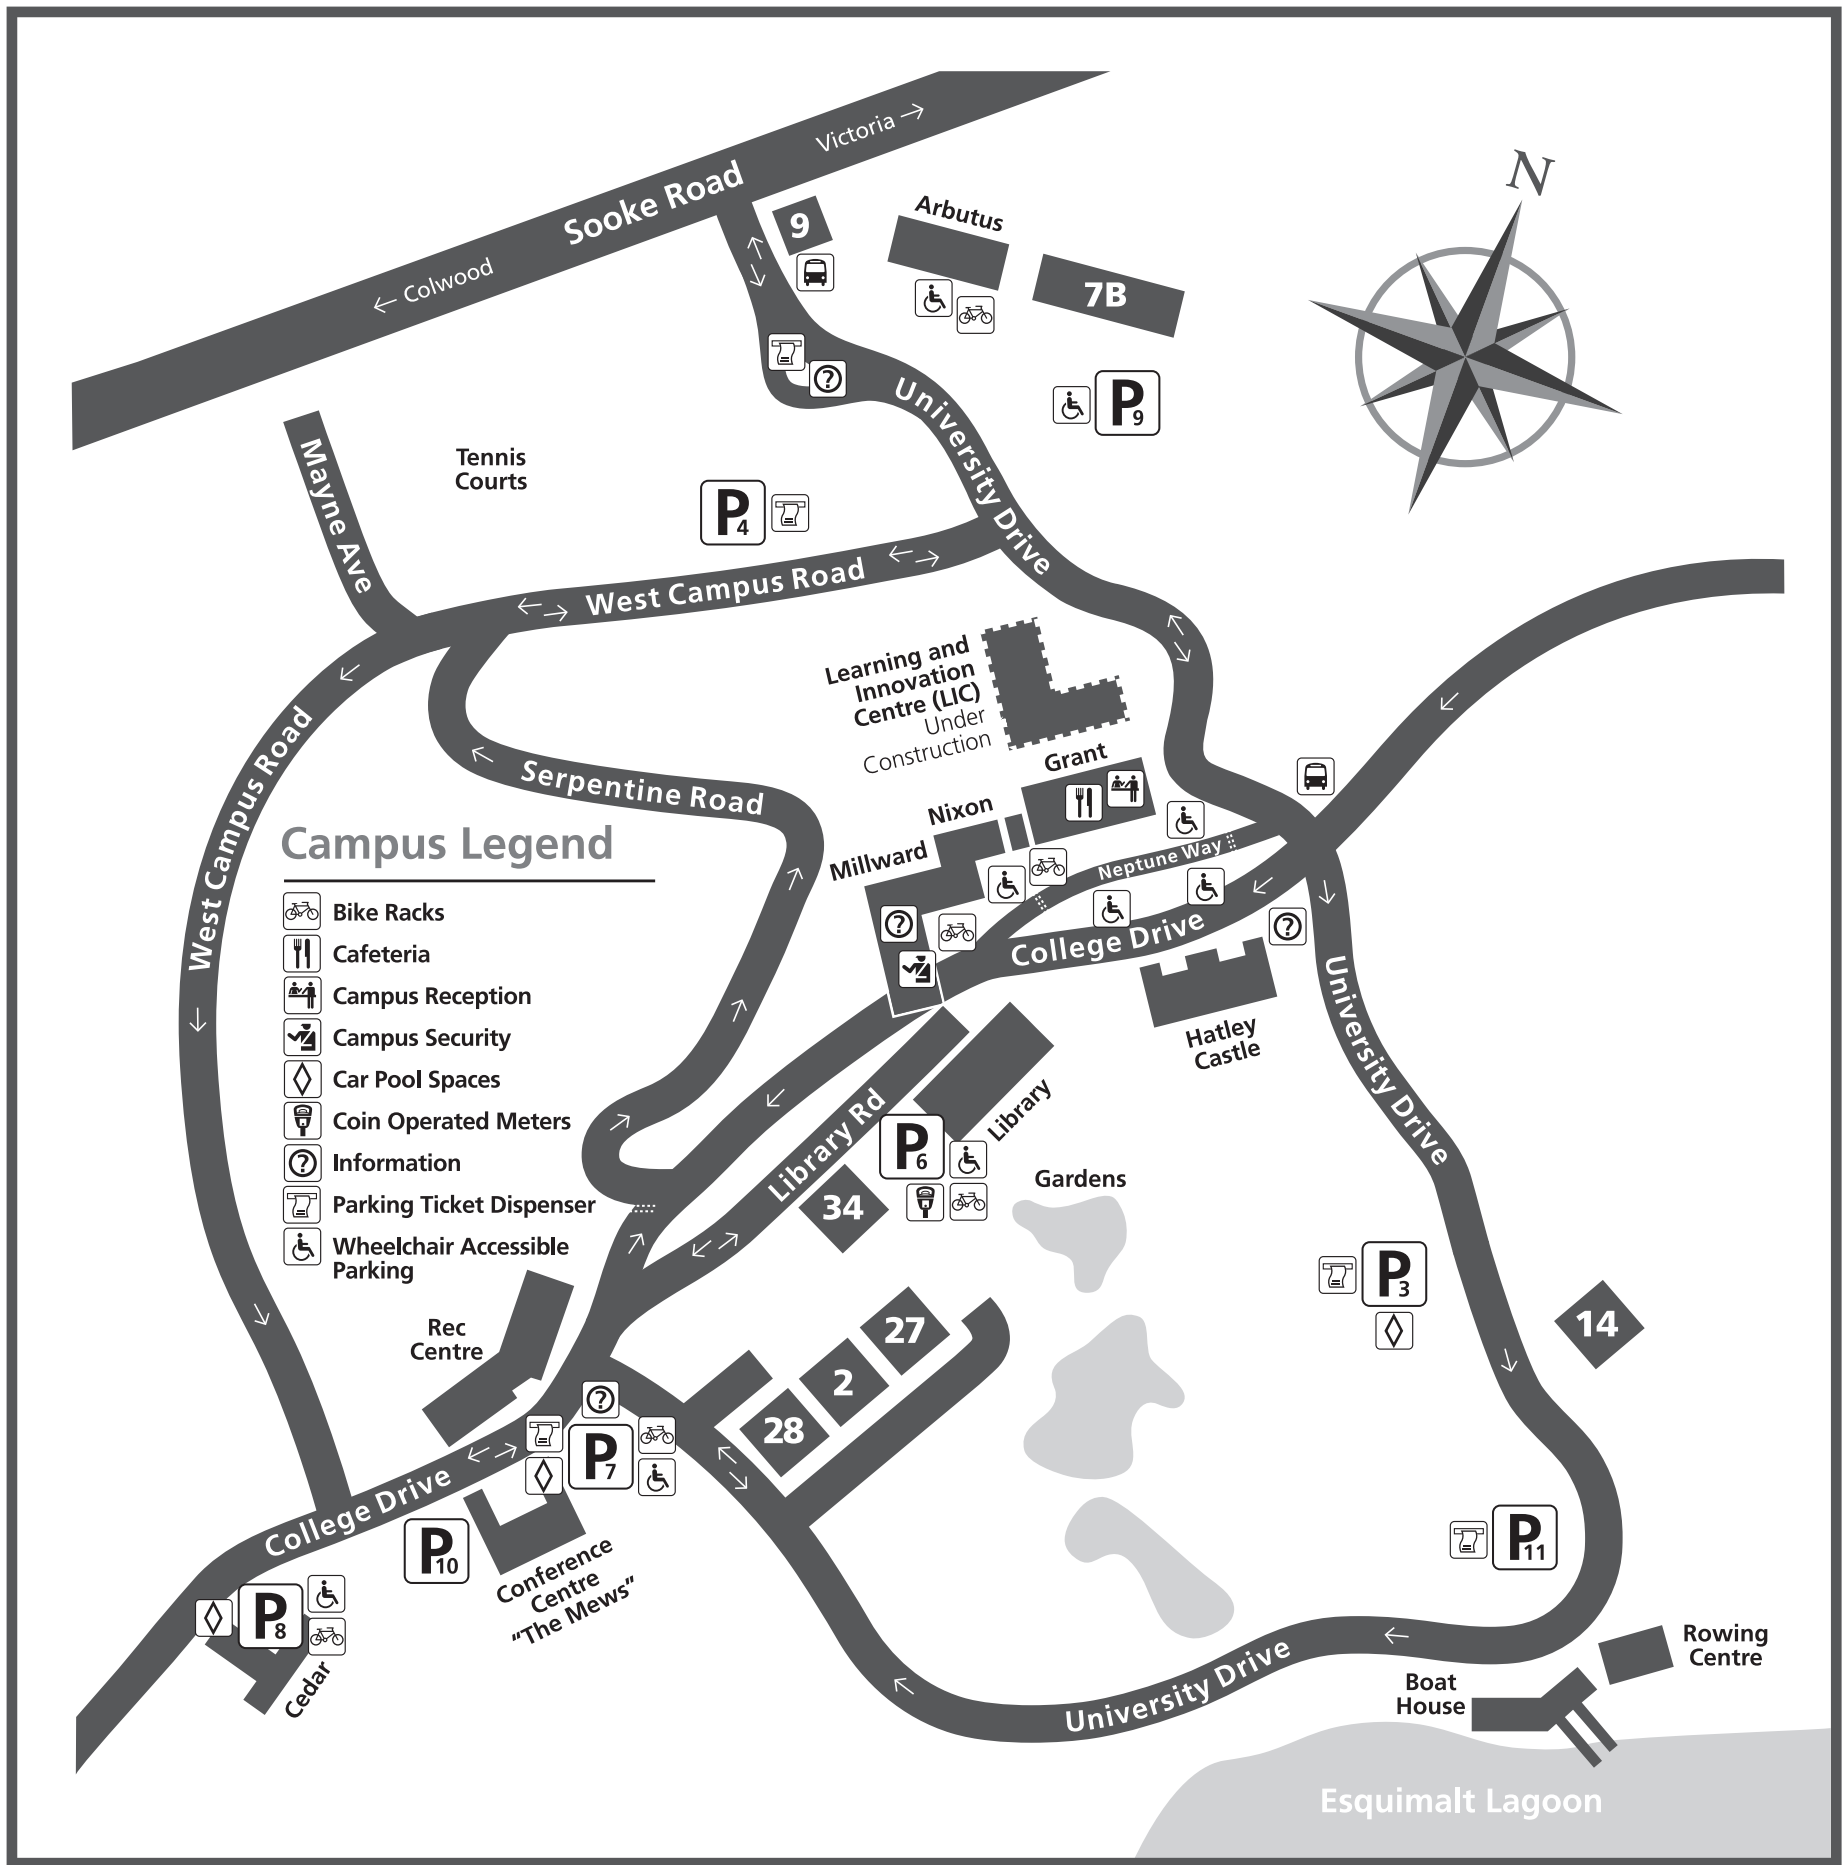 Victoria →
Sooke Road
← Colwood
N
9
Arbutus
7B
P9
University Drive
Mayne Ave
Tennis
Courts
P4
West Campus Road
Learning and
Innovation
Centre (LIC)
Under
Construction
Grant
Nixon
Millward
Neptune Way
College Drive
Hatley
Castle
University Drive
West Campus Road
Serpentine Road
Campus Legend
Bike Racks
Cafeteria
Campus Reception
Campus Security
Car Pool Spaces
Coin Operated Meters
? Information
Parking Ticket Dispenser
Wheelchair Accessible
Parking
?
?
?
Library Rd
Library
P6
34
Gardens
P3
14
Rec
Centre
27
2
28
?
P7
College Drive
P10
Conference
Centre
“The Mews”
P8
Cedar
P11
University Drive
Rowing
Centre
Boat
House
Esquimalt Lagoon